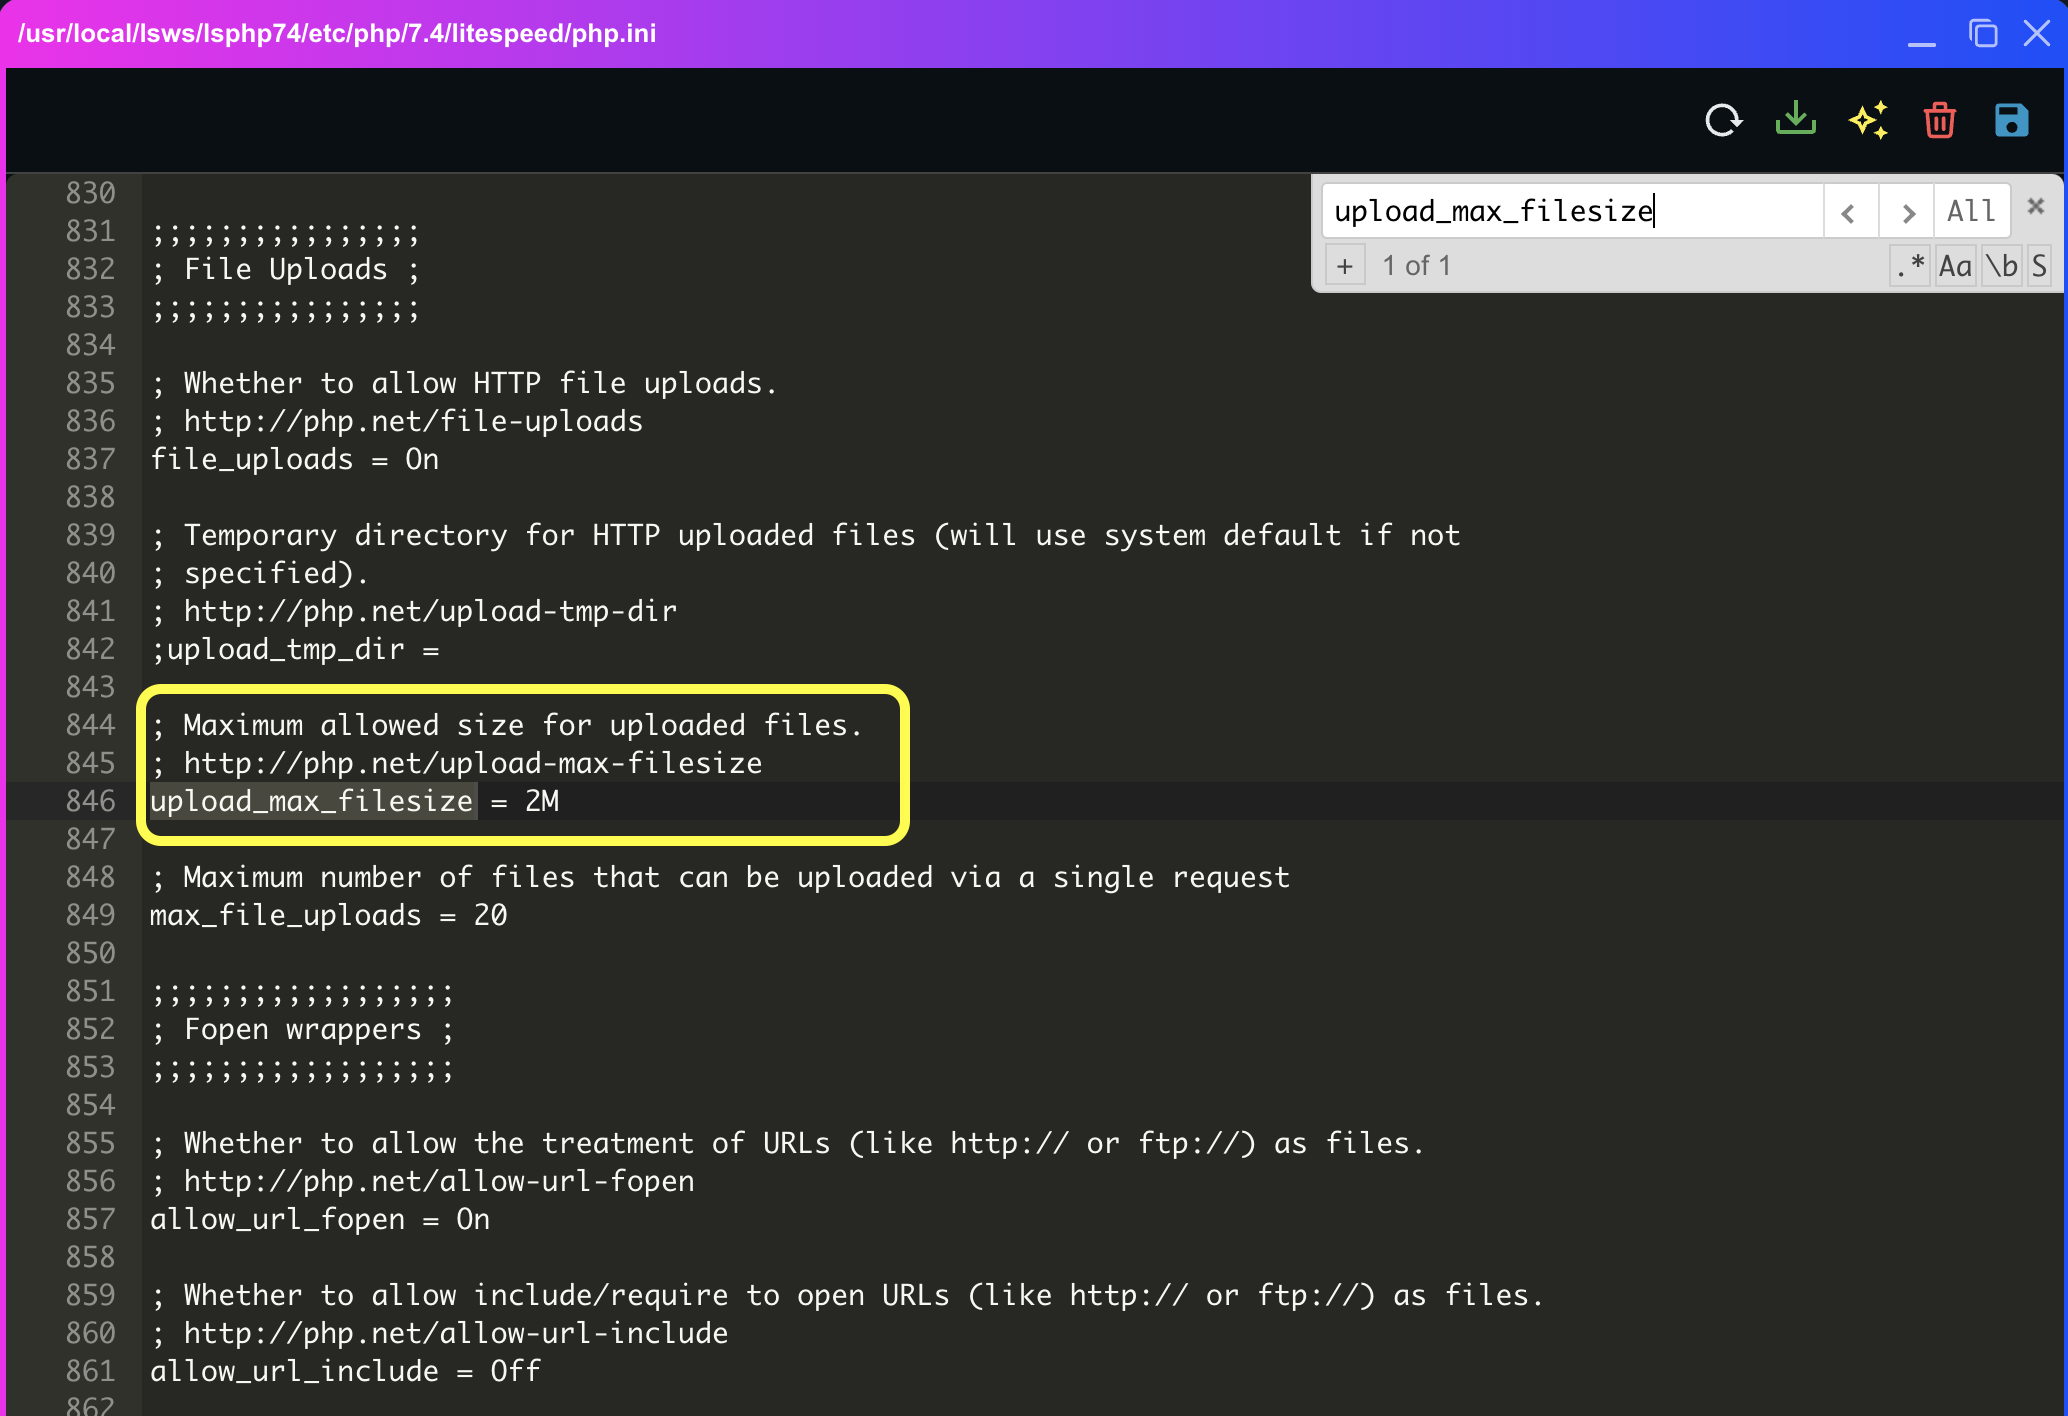 /usr/local/lsws/lsphp74/etc/php/7.4/litespeed/php.ini
upload_max_filesize
All
+ 1 of 1
.* Aa \b S
830
831 ;;;;;;;;;;;;;;;;
832 ; File Uploads ;
833 ;;;;;;;;;;;;;;;;
834
835 ; Whether to allow HTTP file uploads.
836 ; http://php.net/file-uploads
837 file_uploads = On
838
839 ; Temporary directory for HTTP uploaded files (will use system default if not
840 ; specified).
841 ; http://php.net/upload-tmp-dir
842 ;upload_tmp_dir =
843
844 ; Maximum allowed size for uploaded files.
845 ; http://php.net/upload-max-filesize
846 upload_max_filesize = 2M
847
848 ; Maximum number of files that can be uploaded via a single request
849 max_file_uploads = 20
850
851 ;;;;;;;;;;;;;;;;;;
852 ; Fopen wrappers ;
853 ;;;;;;;;;;;;;;;;;;
854
855 ; Whether to allow the treatment of URLs (like http:// or ftp://) as files.
856 ; http://php.net/allow-url-fopen
857 allow_url_fopen = On
858
859 ; Whether to allow include/require to open URLs (like http:// or ftp://) as files.
860 ; http://php.net/allow-url-include
861 allow_url_include = Off
862